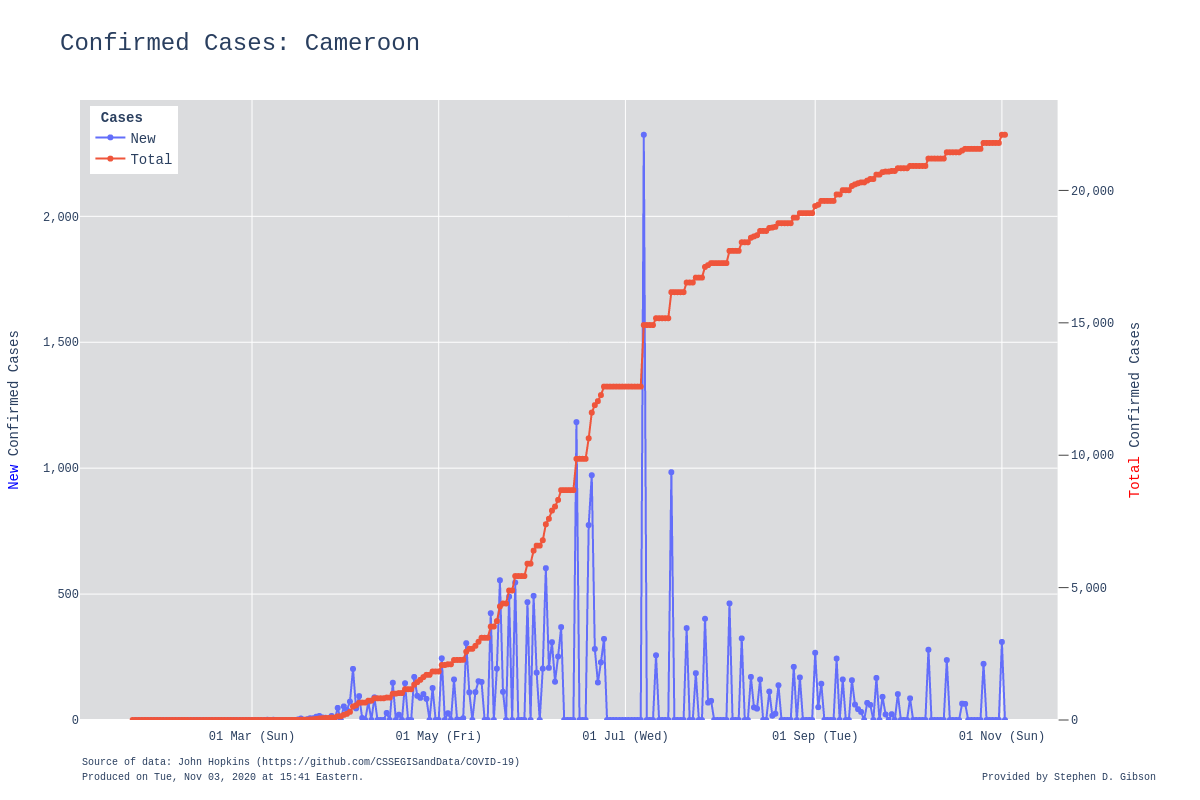 Confirmed Cases: Cameroon
Cases
New
Total
2,000
1,500
1,000
500
0
20,000
15,000
10,000
5,000
0
New Confirmed Cases
Total Confirmed Cases
01 Mar (Sun)
01 May (Fri)
01 Jul (Wed)
01 Sep (Tue)
01 Nov (Sun)
Source of data: John Hopkins (https://github.com/CSSEGISandData/COVID-19)
Produced on Tue, Nov 03, 2020 at 15:41 Eastern.
Provided by Stephen D. Gibson